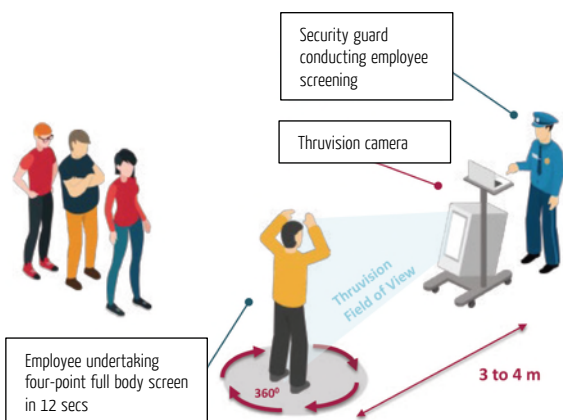 Security guard
conducting employee
screening
Thruvision camera
Thruvision
Field of View
Employee undertaking
four-point full body screen
in 12 secs
360⁰
3 to 4 m